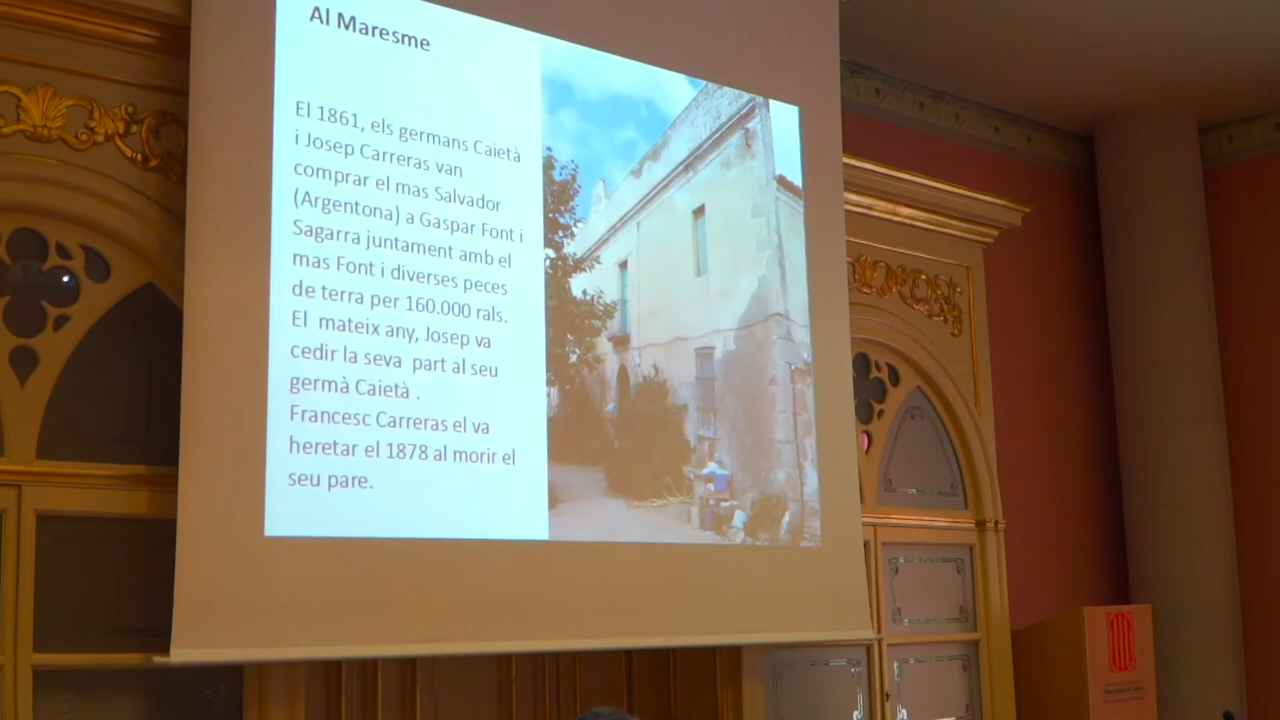 Al Maresme
El 1861, els germans Caietà
i Josep Carreras van
comprar el mas Salvador
(Argentona) a Gaspar Font i
Sagarra juntament amb el
mas Font i diverses peces
de terra per 160.000 rals.
El mateix any, Josep va
cedir la seva part al seu
germà Caietà .
Francesc Carreras el va
heretar el 1878 al morir el
seu pare.